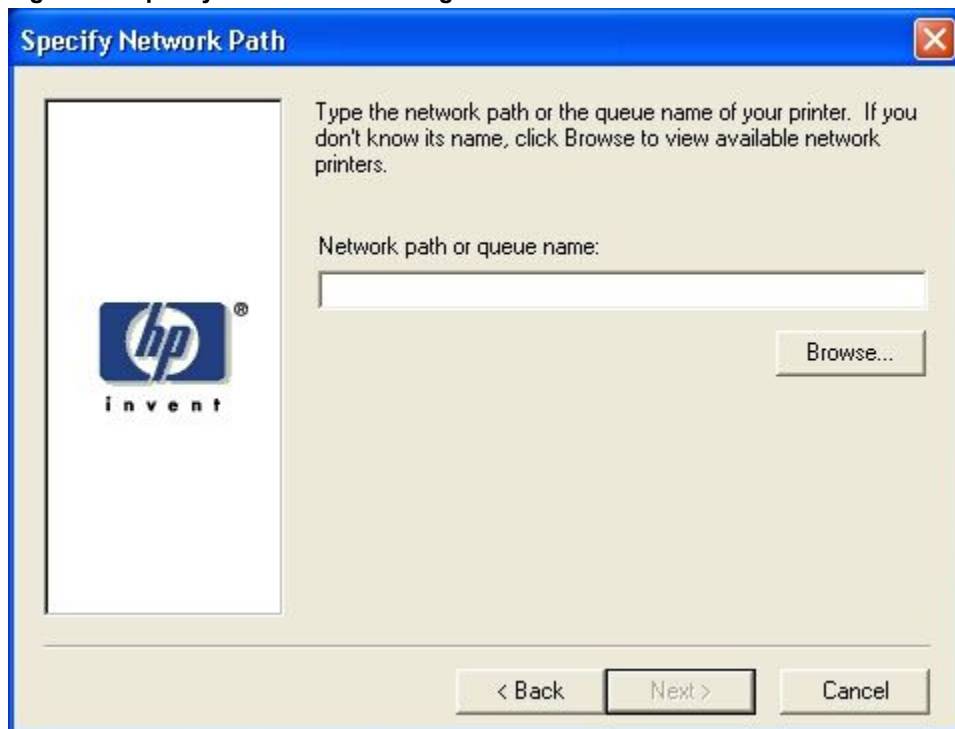 Specify Network Path
Type the network path or the queue name of your printer. If you
don't know its name, click Browse to view available network
printers.
Network path or queue name:
Browse...
hp ®
invent
< Back
Next >
Cancel